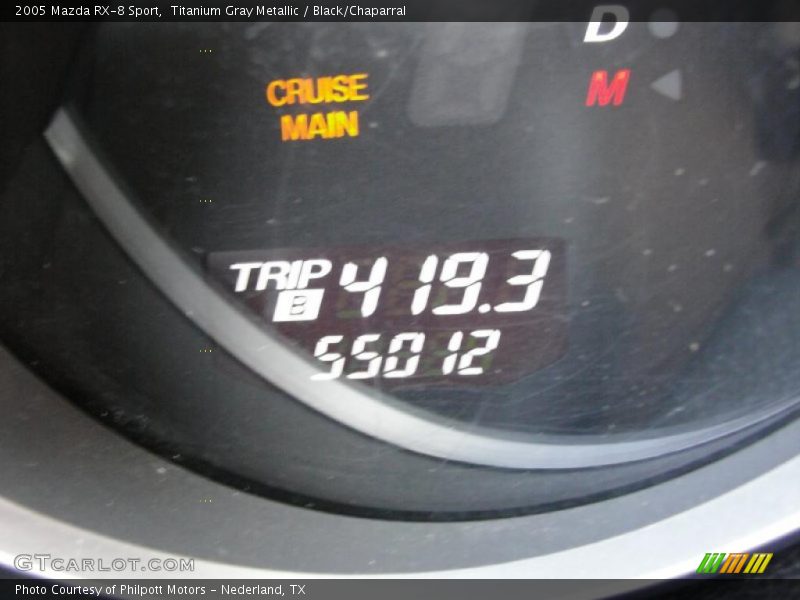 2005 Mazda RX-8 Sport,  Titanium Gray Metallic / Black/Chaparral
D
CRUISE M
MAIN
TRIP 419.3
B
55012
GTCARLOT.COM
Photo Courtesy of Philpott Motors - Nederland, TX